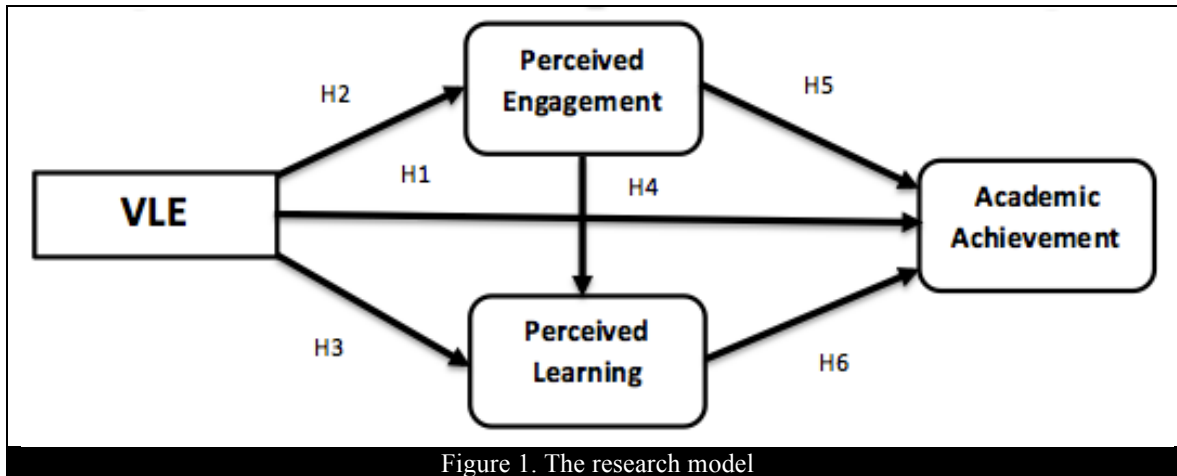 Perceived
Engagement
H2
H5
H1
H4
VLE
Academic
Achievement
H3
Perceived
Learning
H6
Figure 1. The research model